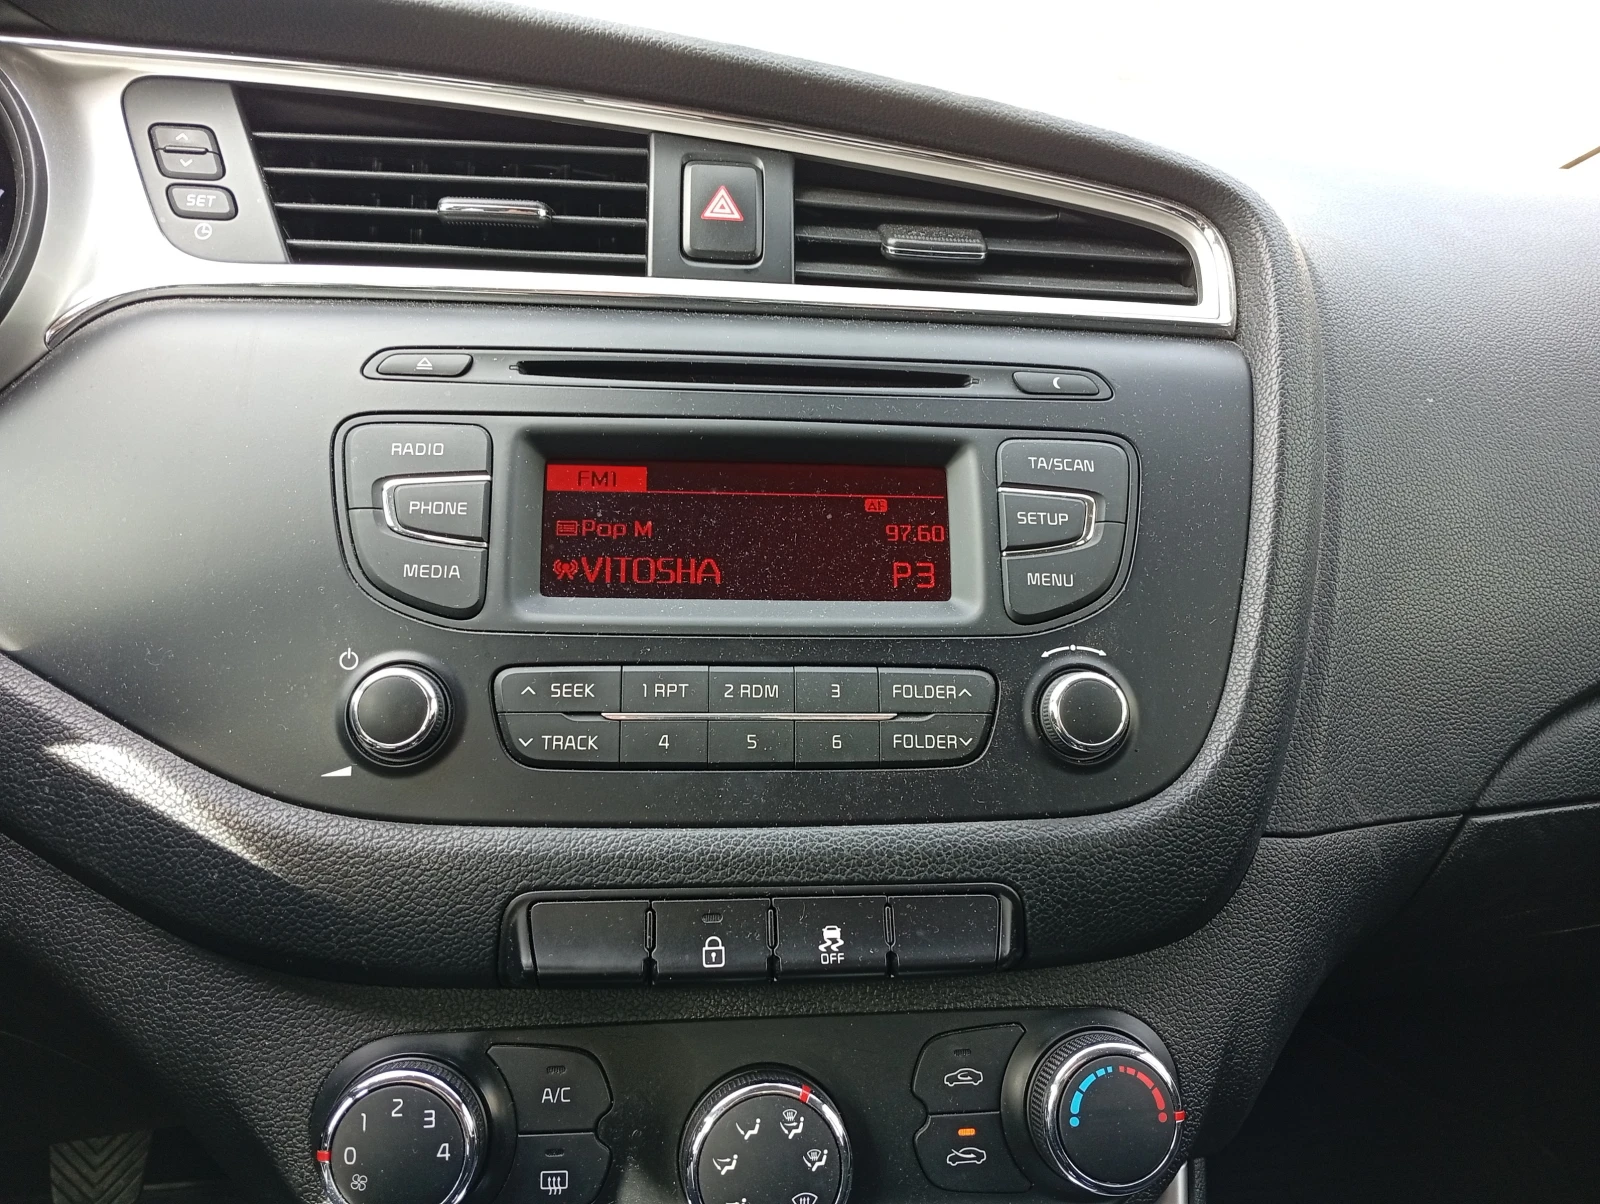 SET
RADIO
PHONE
MEDIA
FM1
AF
Pop M
97.60
VITOSHA
P3
TA/SCAN
SETUP
MENU
SEEK
1 RPT
2 RDM
3
FOLDER
TRACK
4
5
6
FOLDER
OFF
A/C
0
1
2
3
4